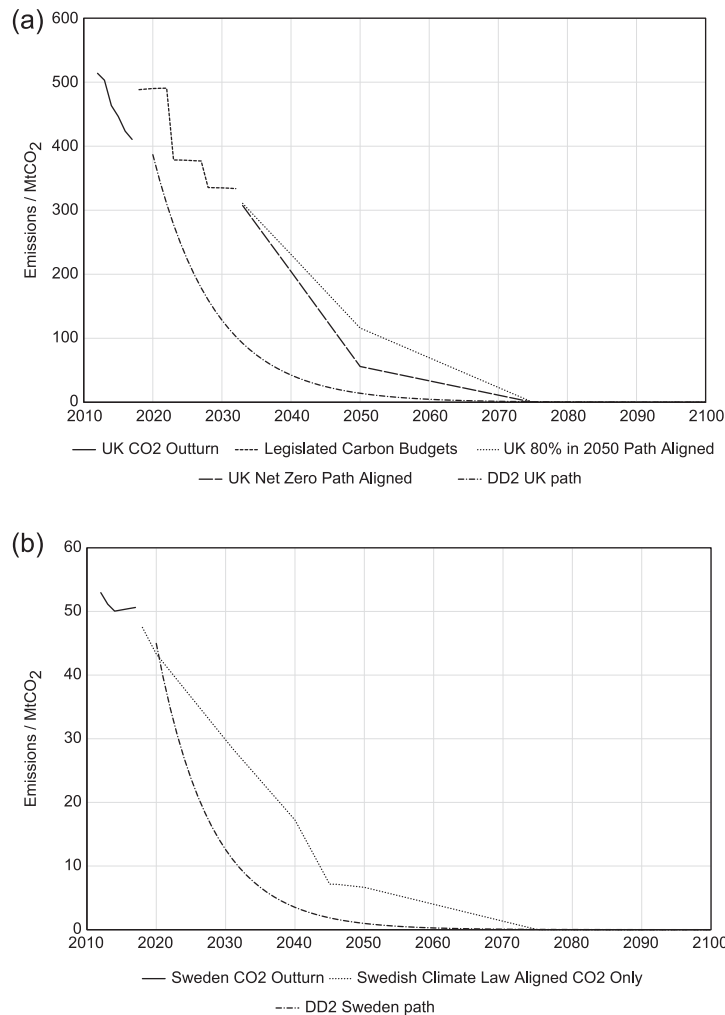 (a)
600
500
400
300
200
100
0
Emissions / MtCO₂
2010 2020 2030 2040 2050 2060 2070 2080 2090 2100
UK CO2 Outturn Legislated Carbon Budgets UK 80% in 2050 Path Aligned
UK Net Zero Path Aligned DD2 UK path
(b)
60
50
40
30
20
10
0
Emissions / MtCO₂
2010 2020 2030 2040 2050 2060 2070 2080 2090 2100
Sweden CO2 Outturn Swedish Climate Law Aligned CO2 Only
DD2 Sweden path